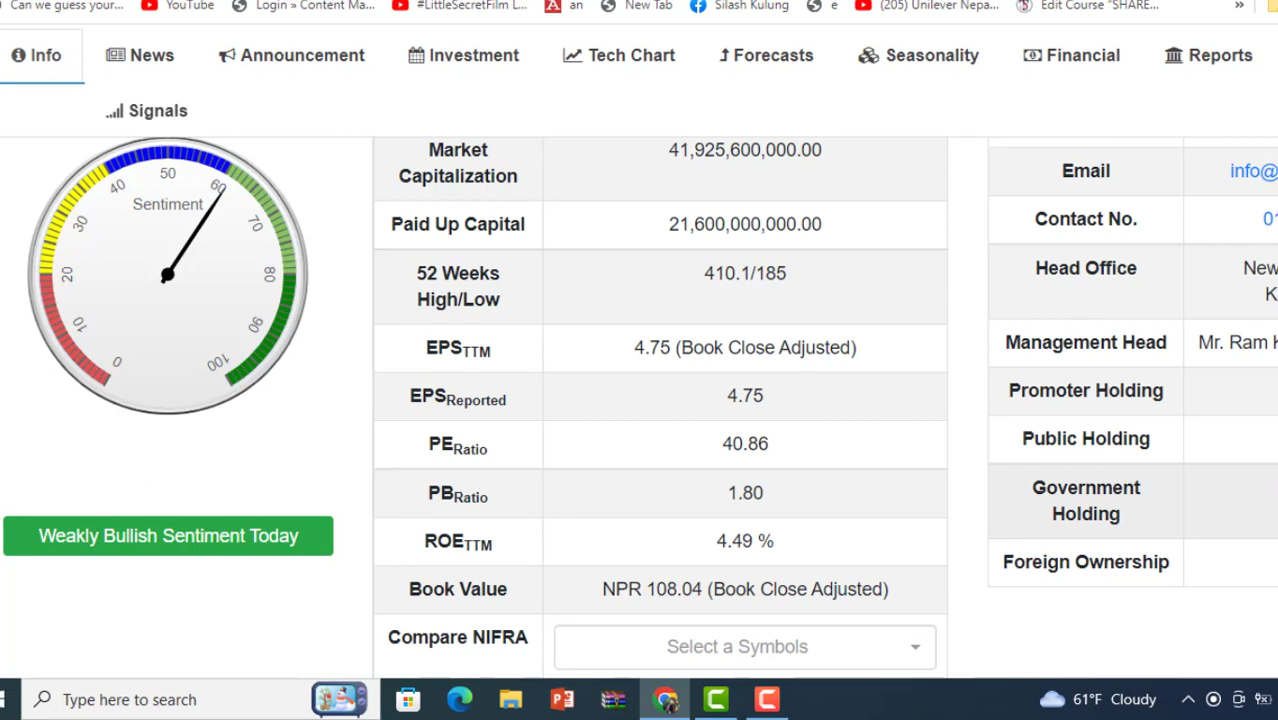 Can we guess your...
YouTube
Login » Content Ma...
#LittleSecretFilm L...
an
New Tab
Silash Kulung
e
(205) Unilever Nepa...
Edit Course "SHARE...
»
Info
News
Announcement
Investment
Tech Chart
Forecasts
Seasonality
Financial
Reports
Signals
0
10
20
30
40
50
60
70
80
90
100
Sentiment
Weakly Bullish Sentiment Today
Market Capitalization 41,925,600,000.00
Paid Up Capital 21,600,000,000.00
52 Weeks High/Low 410.1/185
EPSTTM 4.75 (Book Close Adjusted)
EPSReported 4.75
PERatio 40.86
PBRatio 1.80
ROETTM 4.49 %
Book Value NPR 108.04 (Book Close Adjusted)
Compare NIFRA Select a Symbols
Email info@
Contact No. 01
Head Office New
K
Management Head Mr. Ram K
Promoter Holding
Public Holding
Government Holding
Foreign Ownership
Type here to search
61°F Cloudy